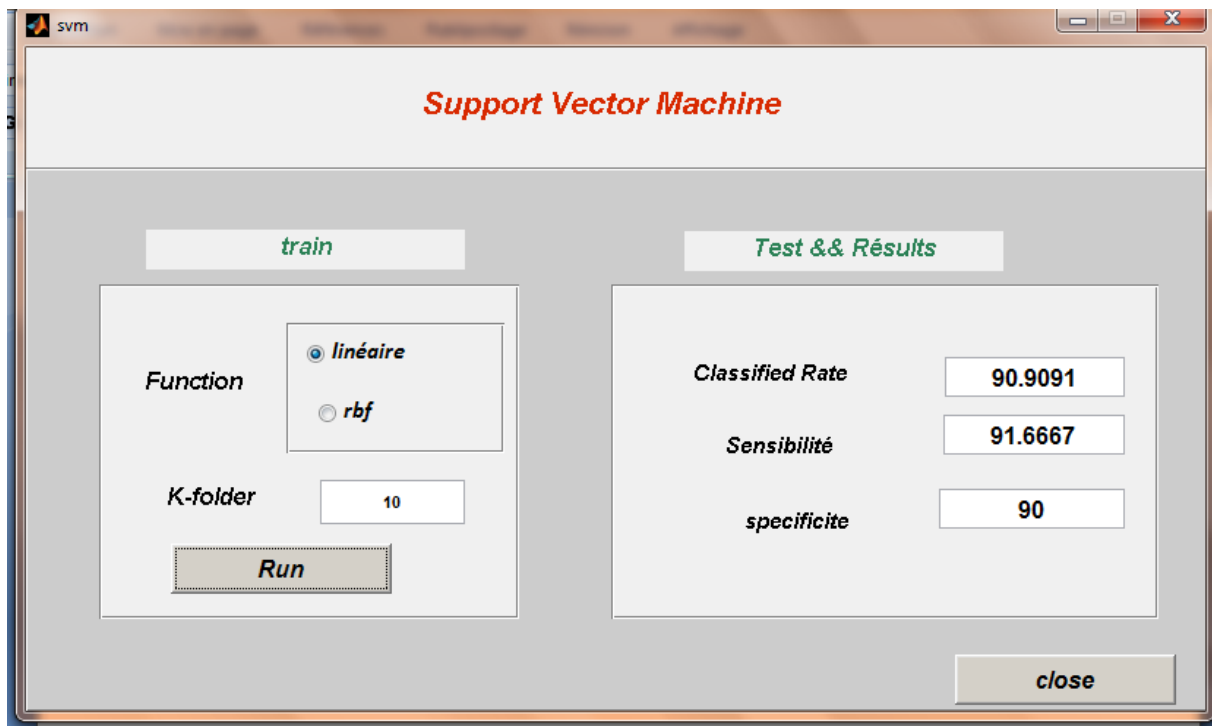 svm
Support Vector Machine
train
Function
linéaire
rbf
K-folder
10
Run
Test && Résults
Classified Rate
90.9091
Sensibilité
91.6667
specificite
90
close